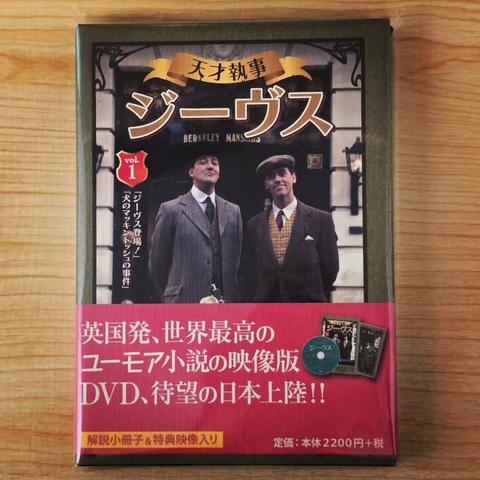 天才執事
ジーヴス
BERKELEY MANSIONS
vol.
1
「ジーヴス登場！」
「犬のマッキントッシュの事件」
英国発、世界最高の
ユーモア小説の映像版
DVD、待望の日本上陸!!
ジーヴス
ジーヴス
解説小冊子＆特典映像入り
定価：本体2200円＋税